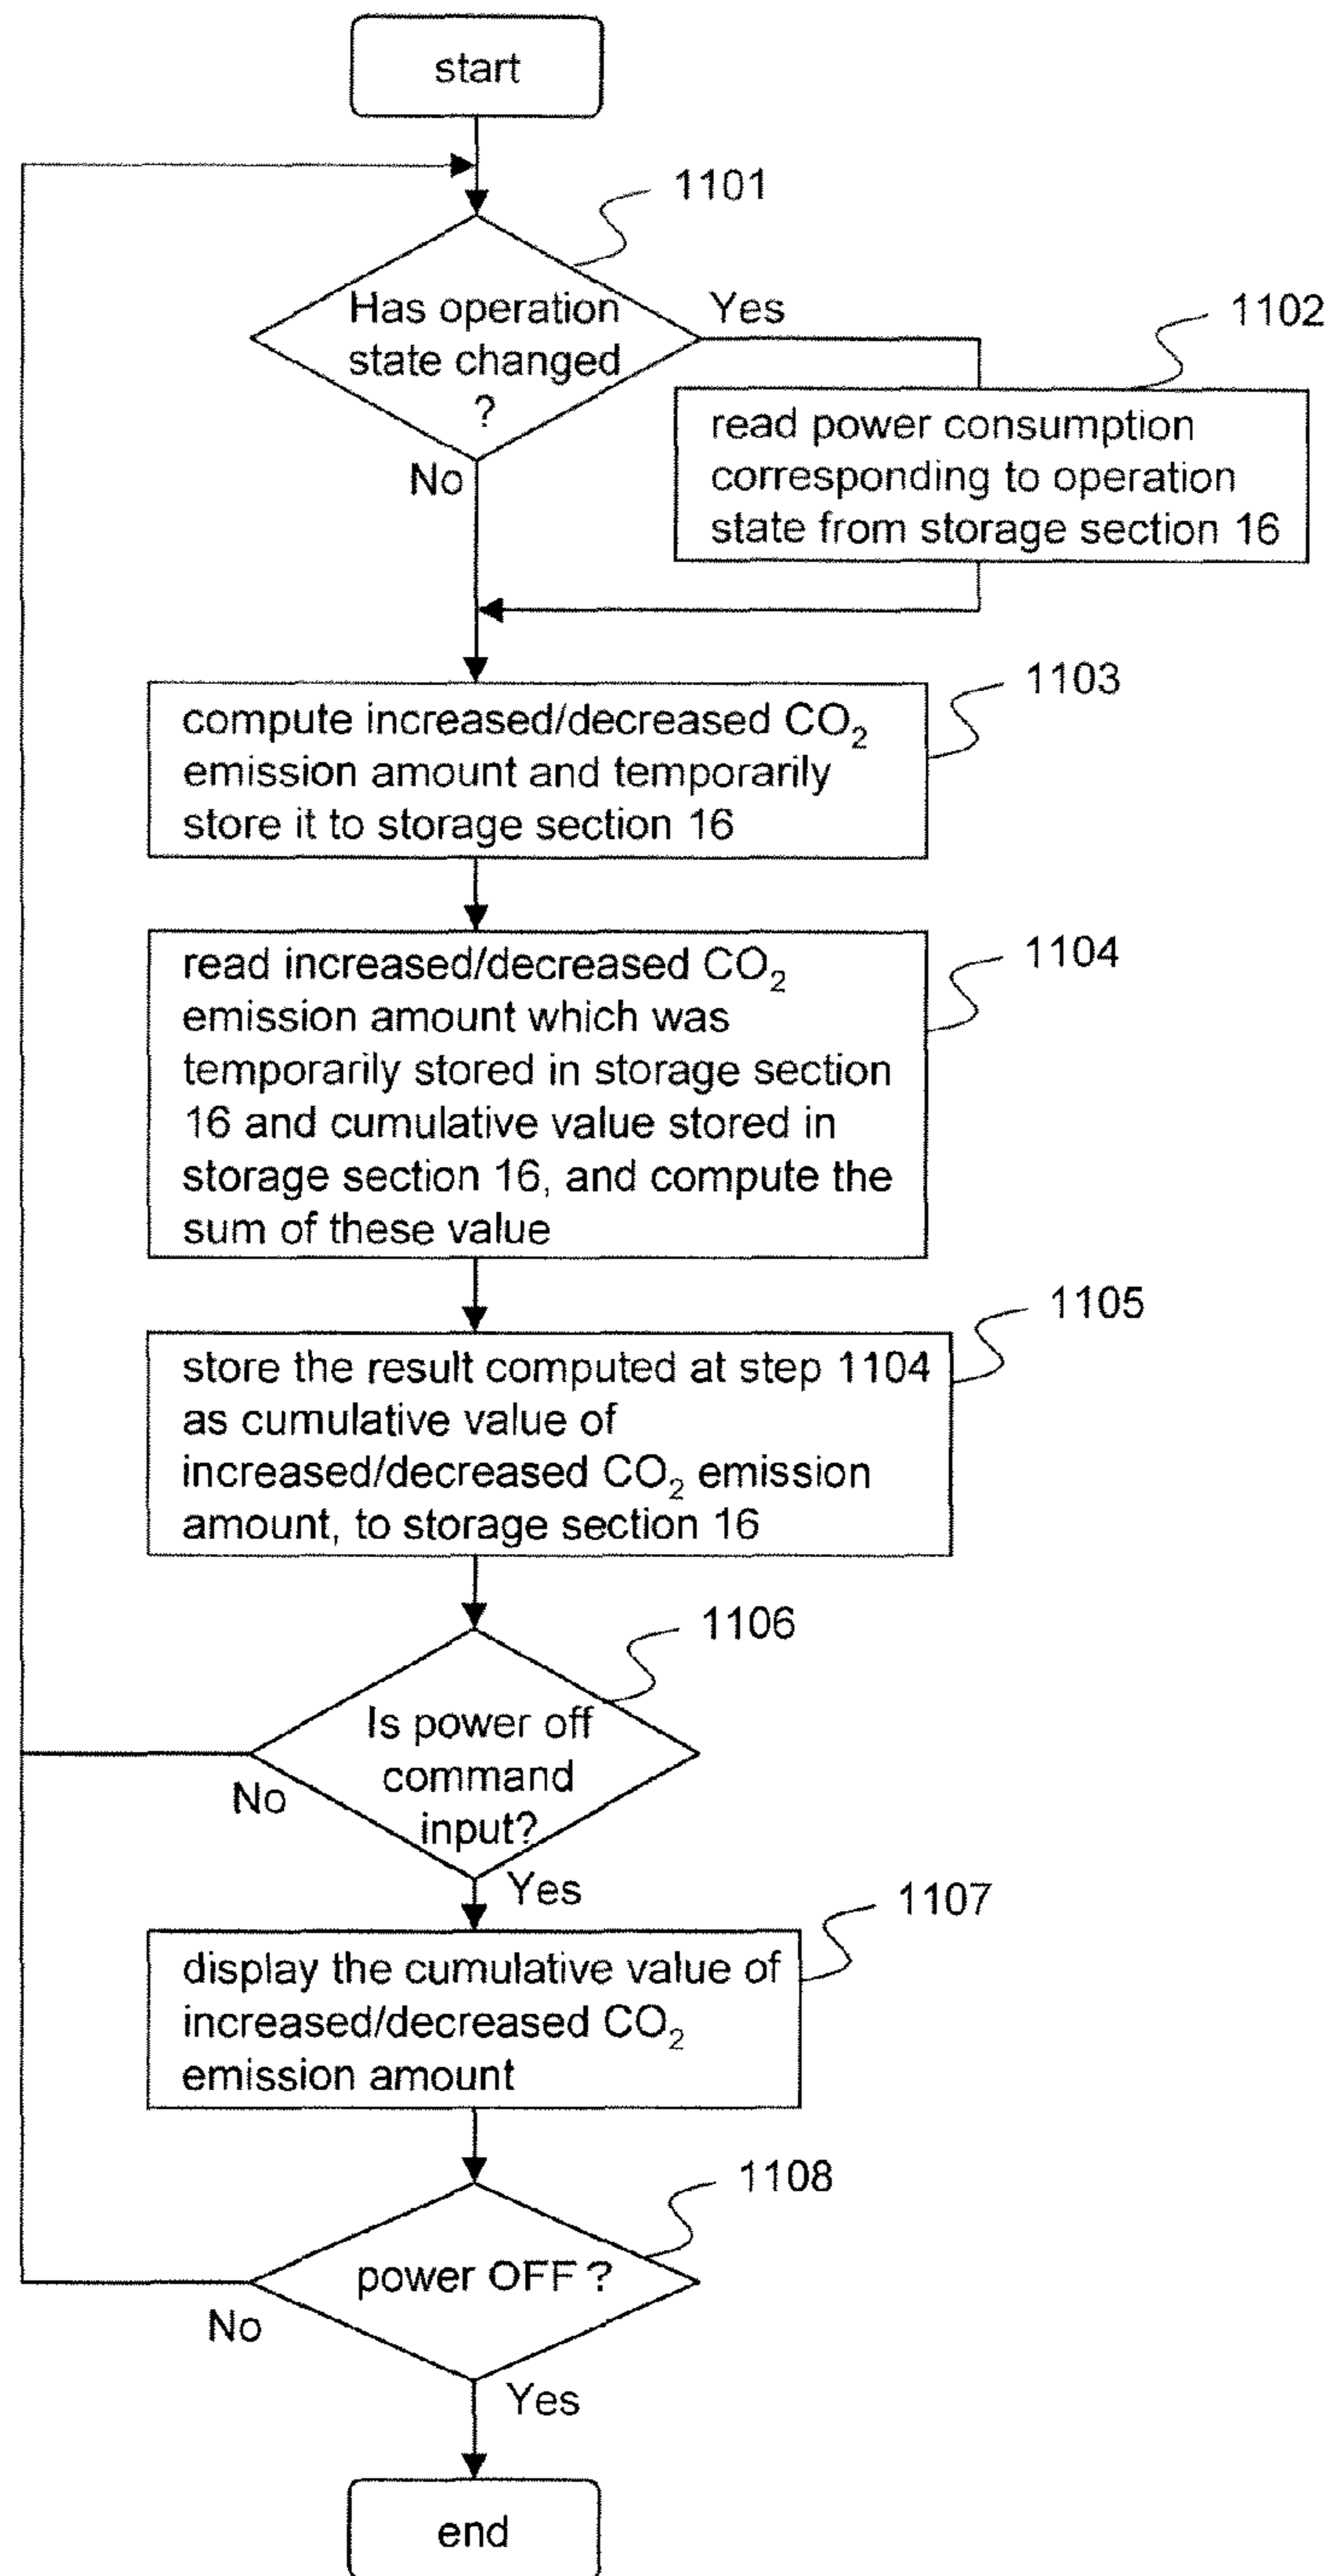 start
1101
Has operation
state changed
?
Yes
No
1102
read power consumption
corresponding to operation
state from storage section 16
1103
compute increased/decreased CO₂
emission amount and temporarily
store it to storage section 16
1104
read increased/decreased CO₂
emission amount which was
temporarily stored in storage section
16 and cumulative value stored in
storage section 16, and compute the
sum of these value
1105
store the result computed at step 1104
as cumulative value of
increased/decreased CO₂ emission
amount, to storage section 16
1106
Is power off
command
input?
No
Yes
1107
display the cumulative value of
increased/decreased CO₂
emission amount
1108
power OFF ?
No
Yes
end